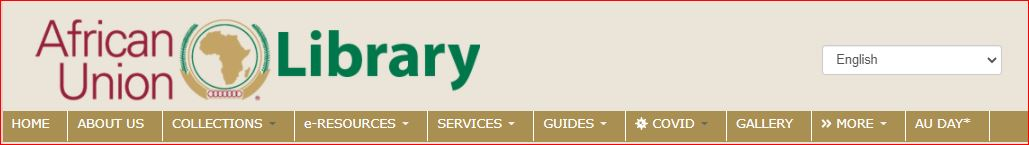 African
Union
Library
English
HOME ABOUT US COLLECTIONS e-RESOURCES SERVICES GUIDES COVID GALLERY » MORE AU DAY*